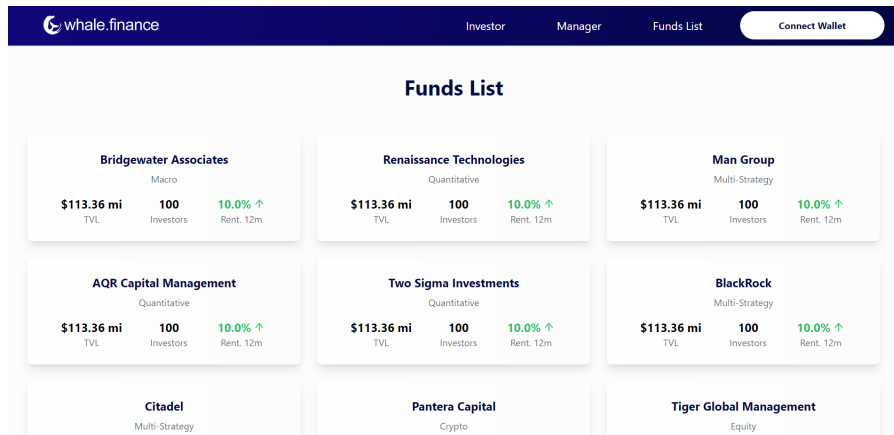 whale.finance Investor Manager Funds List Connect Wallet
Funds List
Bridgewater Associates
Macro
$113.36 mi 100 10.0% ↑
TVL Investors Rent. 12m
Renaissance Technologies
Quantitative
$113.36 mi 100 10.0% ↑
TVL Investors Rent. 12m
Man Group
Multi-Strategy
$113.36 mi 100 10.0% ↑
TVL Investors Rent. 12m
AQR Capital Management
Quantitative
$113.36 mi 100 10.0% ↑
TVL Investors Rent. 12m
Two Sigma Investments
Quantitative
$113.36 mi 100 10.0% ↑
TVL Investors Rent. 12m
BlackRock
Multi-Strategy
$113.36 mi 100 10.0% ↑
TVL Investors Rent. 12m
Citadel
Multi-Strategy
Pantera Capital
Crypto
Tiger Global Management
Equity